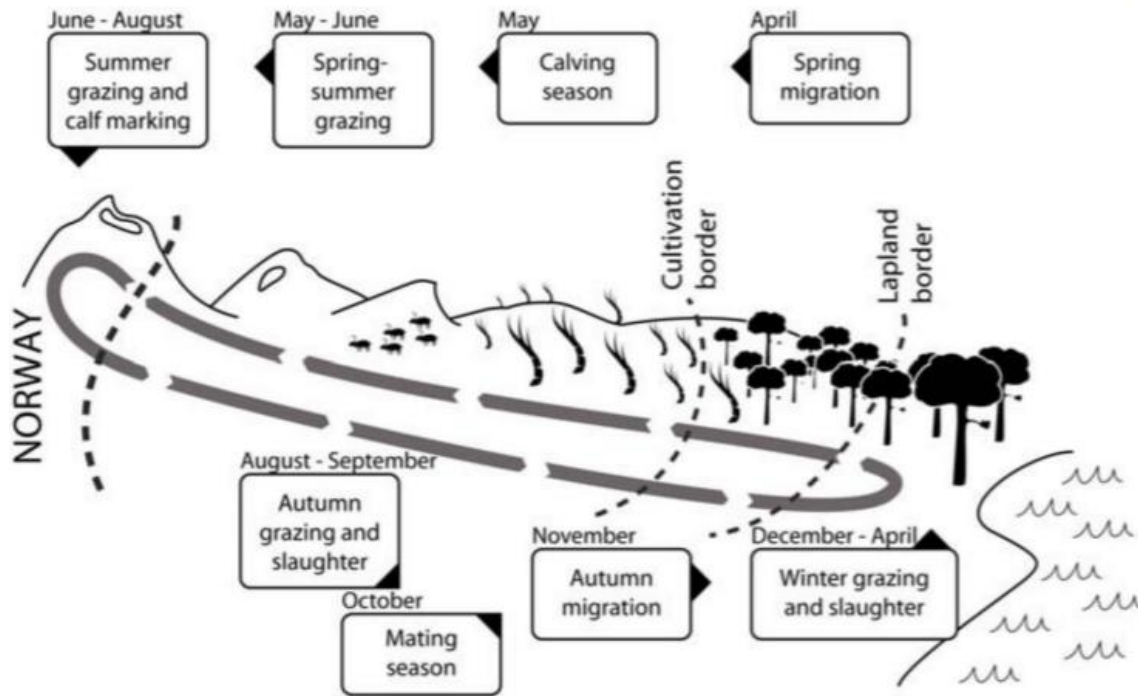 June - August
Summer
grazing and
calf marking
May - June
Spring-
summer
grazing
May
Calving
season
April
Spring
migration
Cultivation
border
Lapland
border
NORWAY
August - September
Autumn
grazing and
slaughter
October
Mating
season
November
Autumn
migration
December - April
Winter grazing
and slaughter